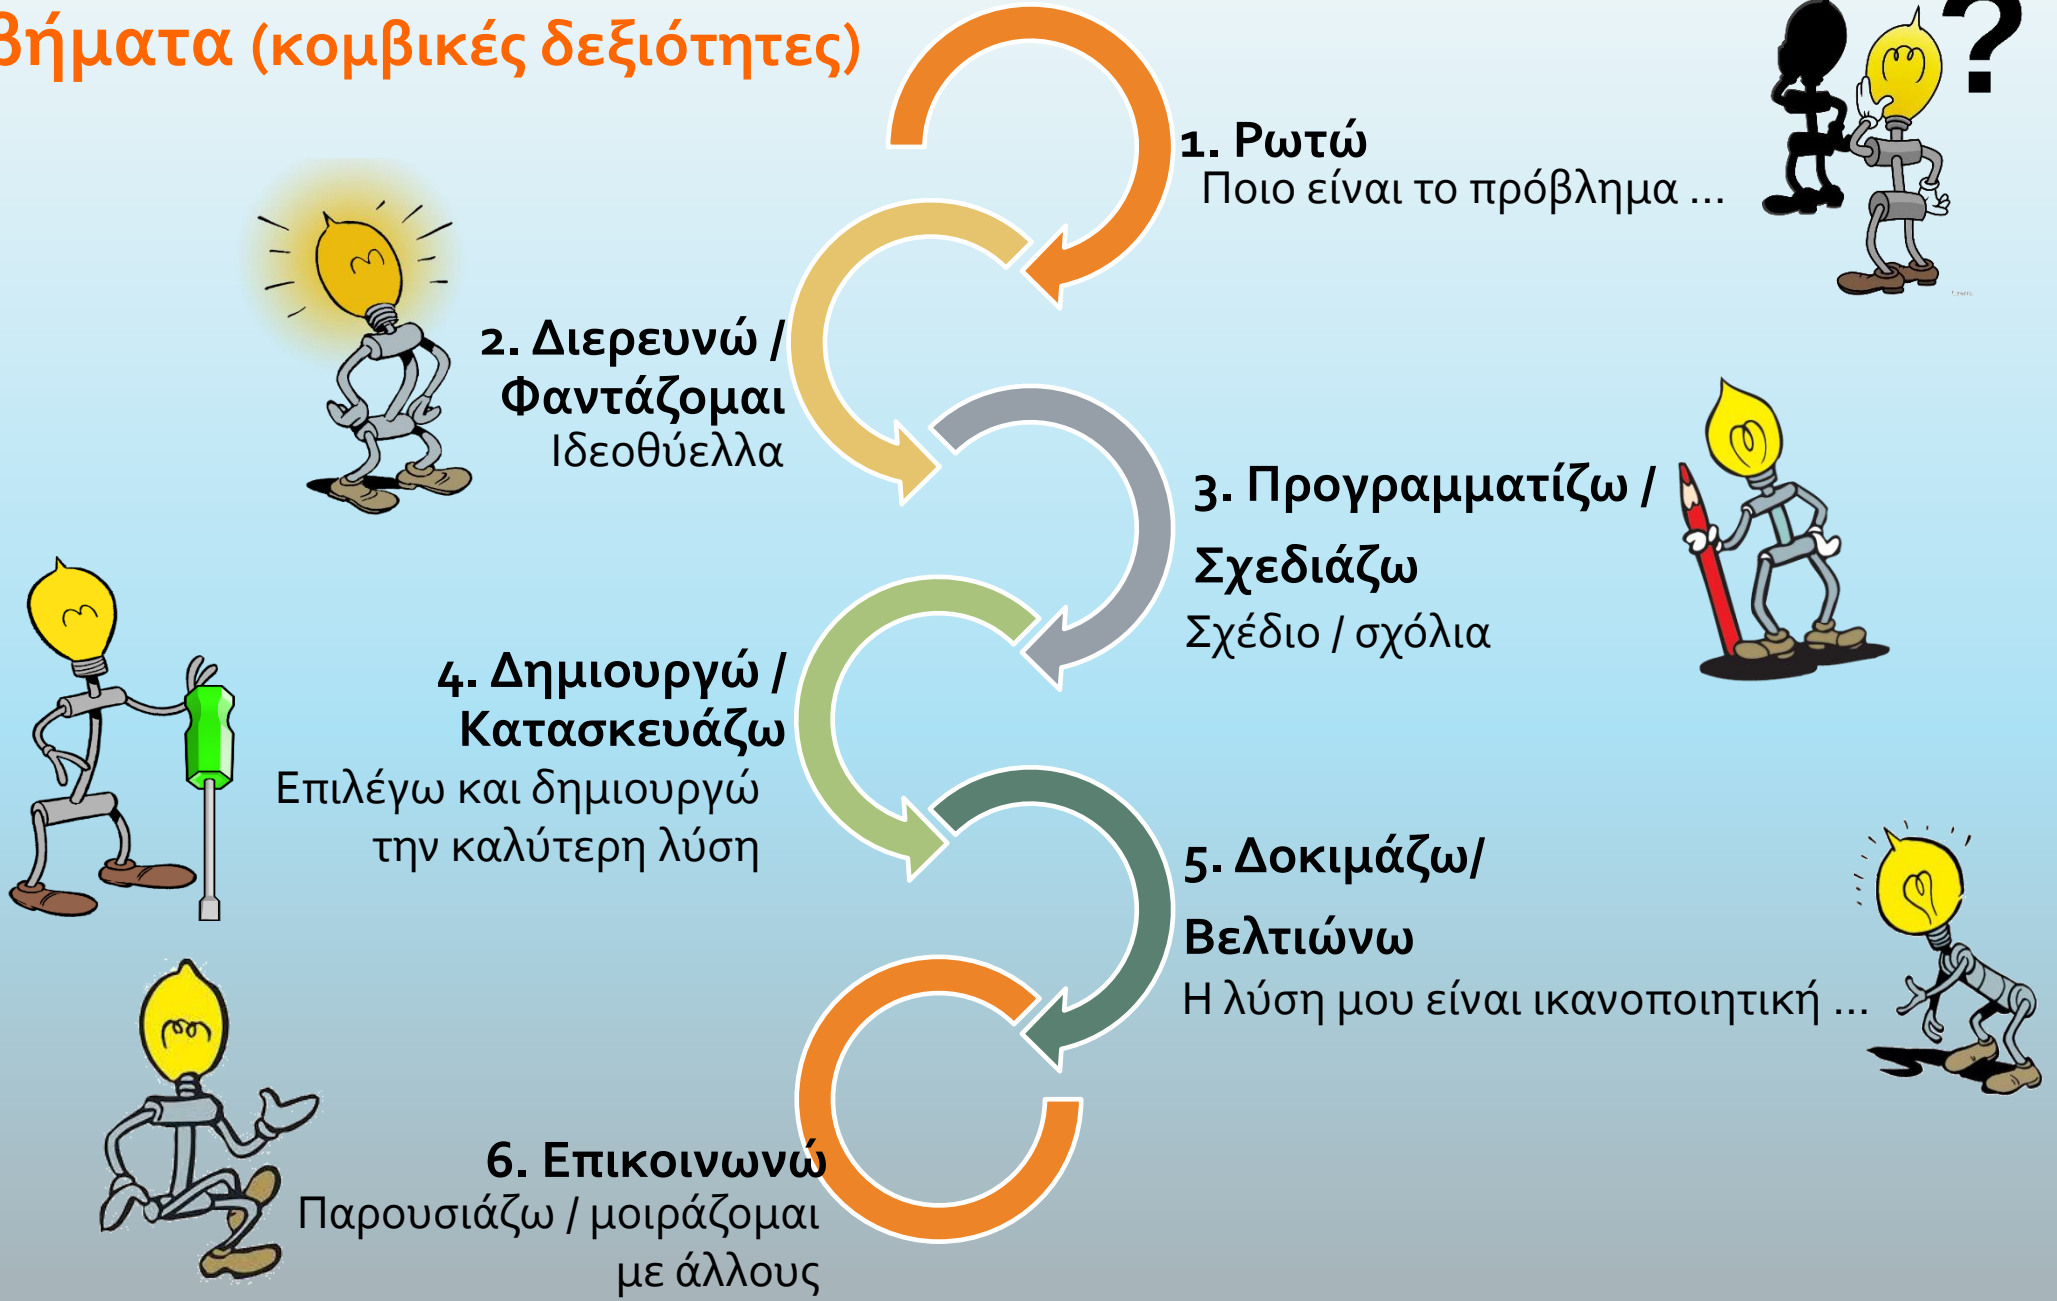 βήματα (κομβικές δεξιότητες)
?
1. Ρωτώ
Ποιο είναι το πρόβλημα ...
2. Διερευνώ /
Φαντάζομαι
Ιδεοθύελλα
3. Προγραμματίζω /
Σχεδιάζω
Σχέδιο / σχόλια
4. Δημιουργώ /
Κατασκευάζω
Επιλέγω και δημιουργώ
την καλύτερη λύση
5. Δοκιμάζω/
Βελτιώνω
Η λύση μου είναι ικανοποιητική ...
6. Επικοινωνώ
Παρουσιάζω / μοιράζομαι
με άλλους